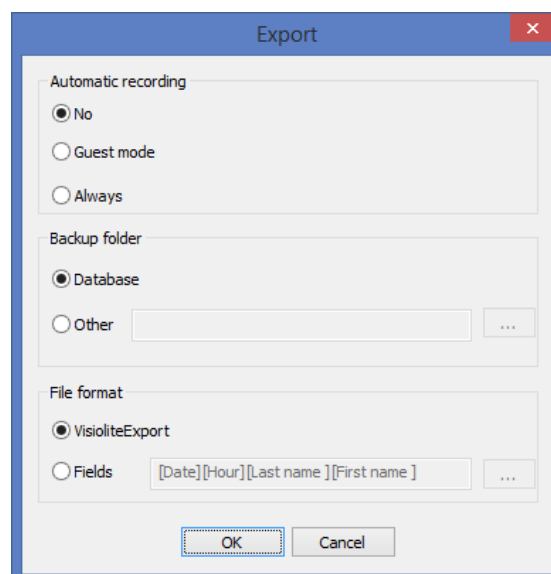 Export
Automatic recording
No
Guest mode
Always
Backup folder
Database
Other
...
File format
VisioliteExport
Fields [Date][Hour][Last name ][First name ] ...
OK Cancel